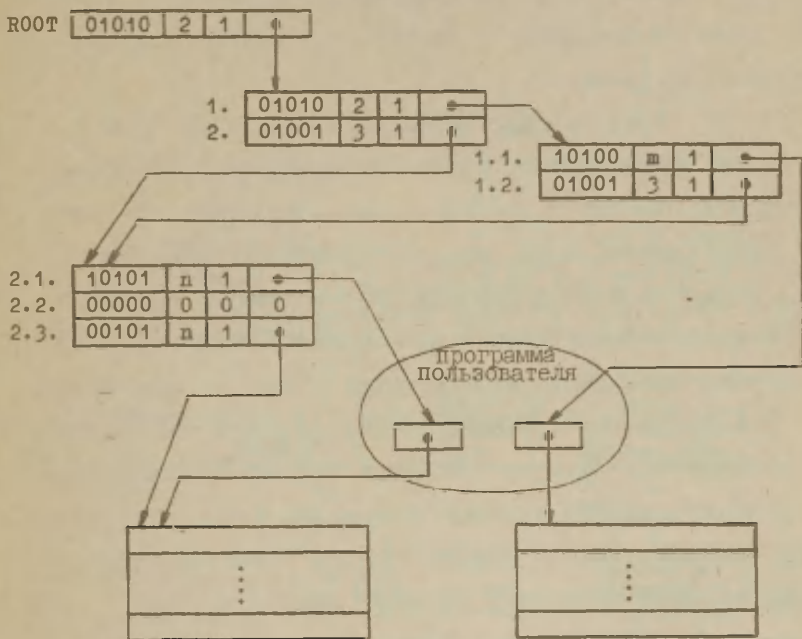 ROOT 01010 2 1
1. 01010 2 1
2. 01001 3 1
1.1. 10100 m 1
1.2. 01001 3 1
2.1. 10101 n 1
2.2. 00000 0 0 0
2.3. 00101 n 1
программа
пользователя